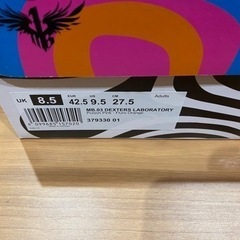 UK 8.5 EUR 42.5 US 9.5 CM 27.5 Adults
MB.03 DEXTERS LABORATORY
379330 01